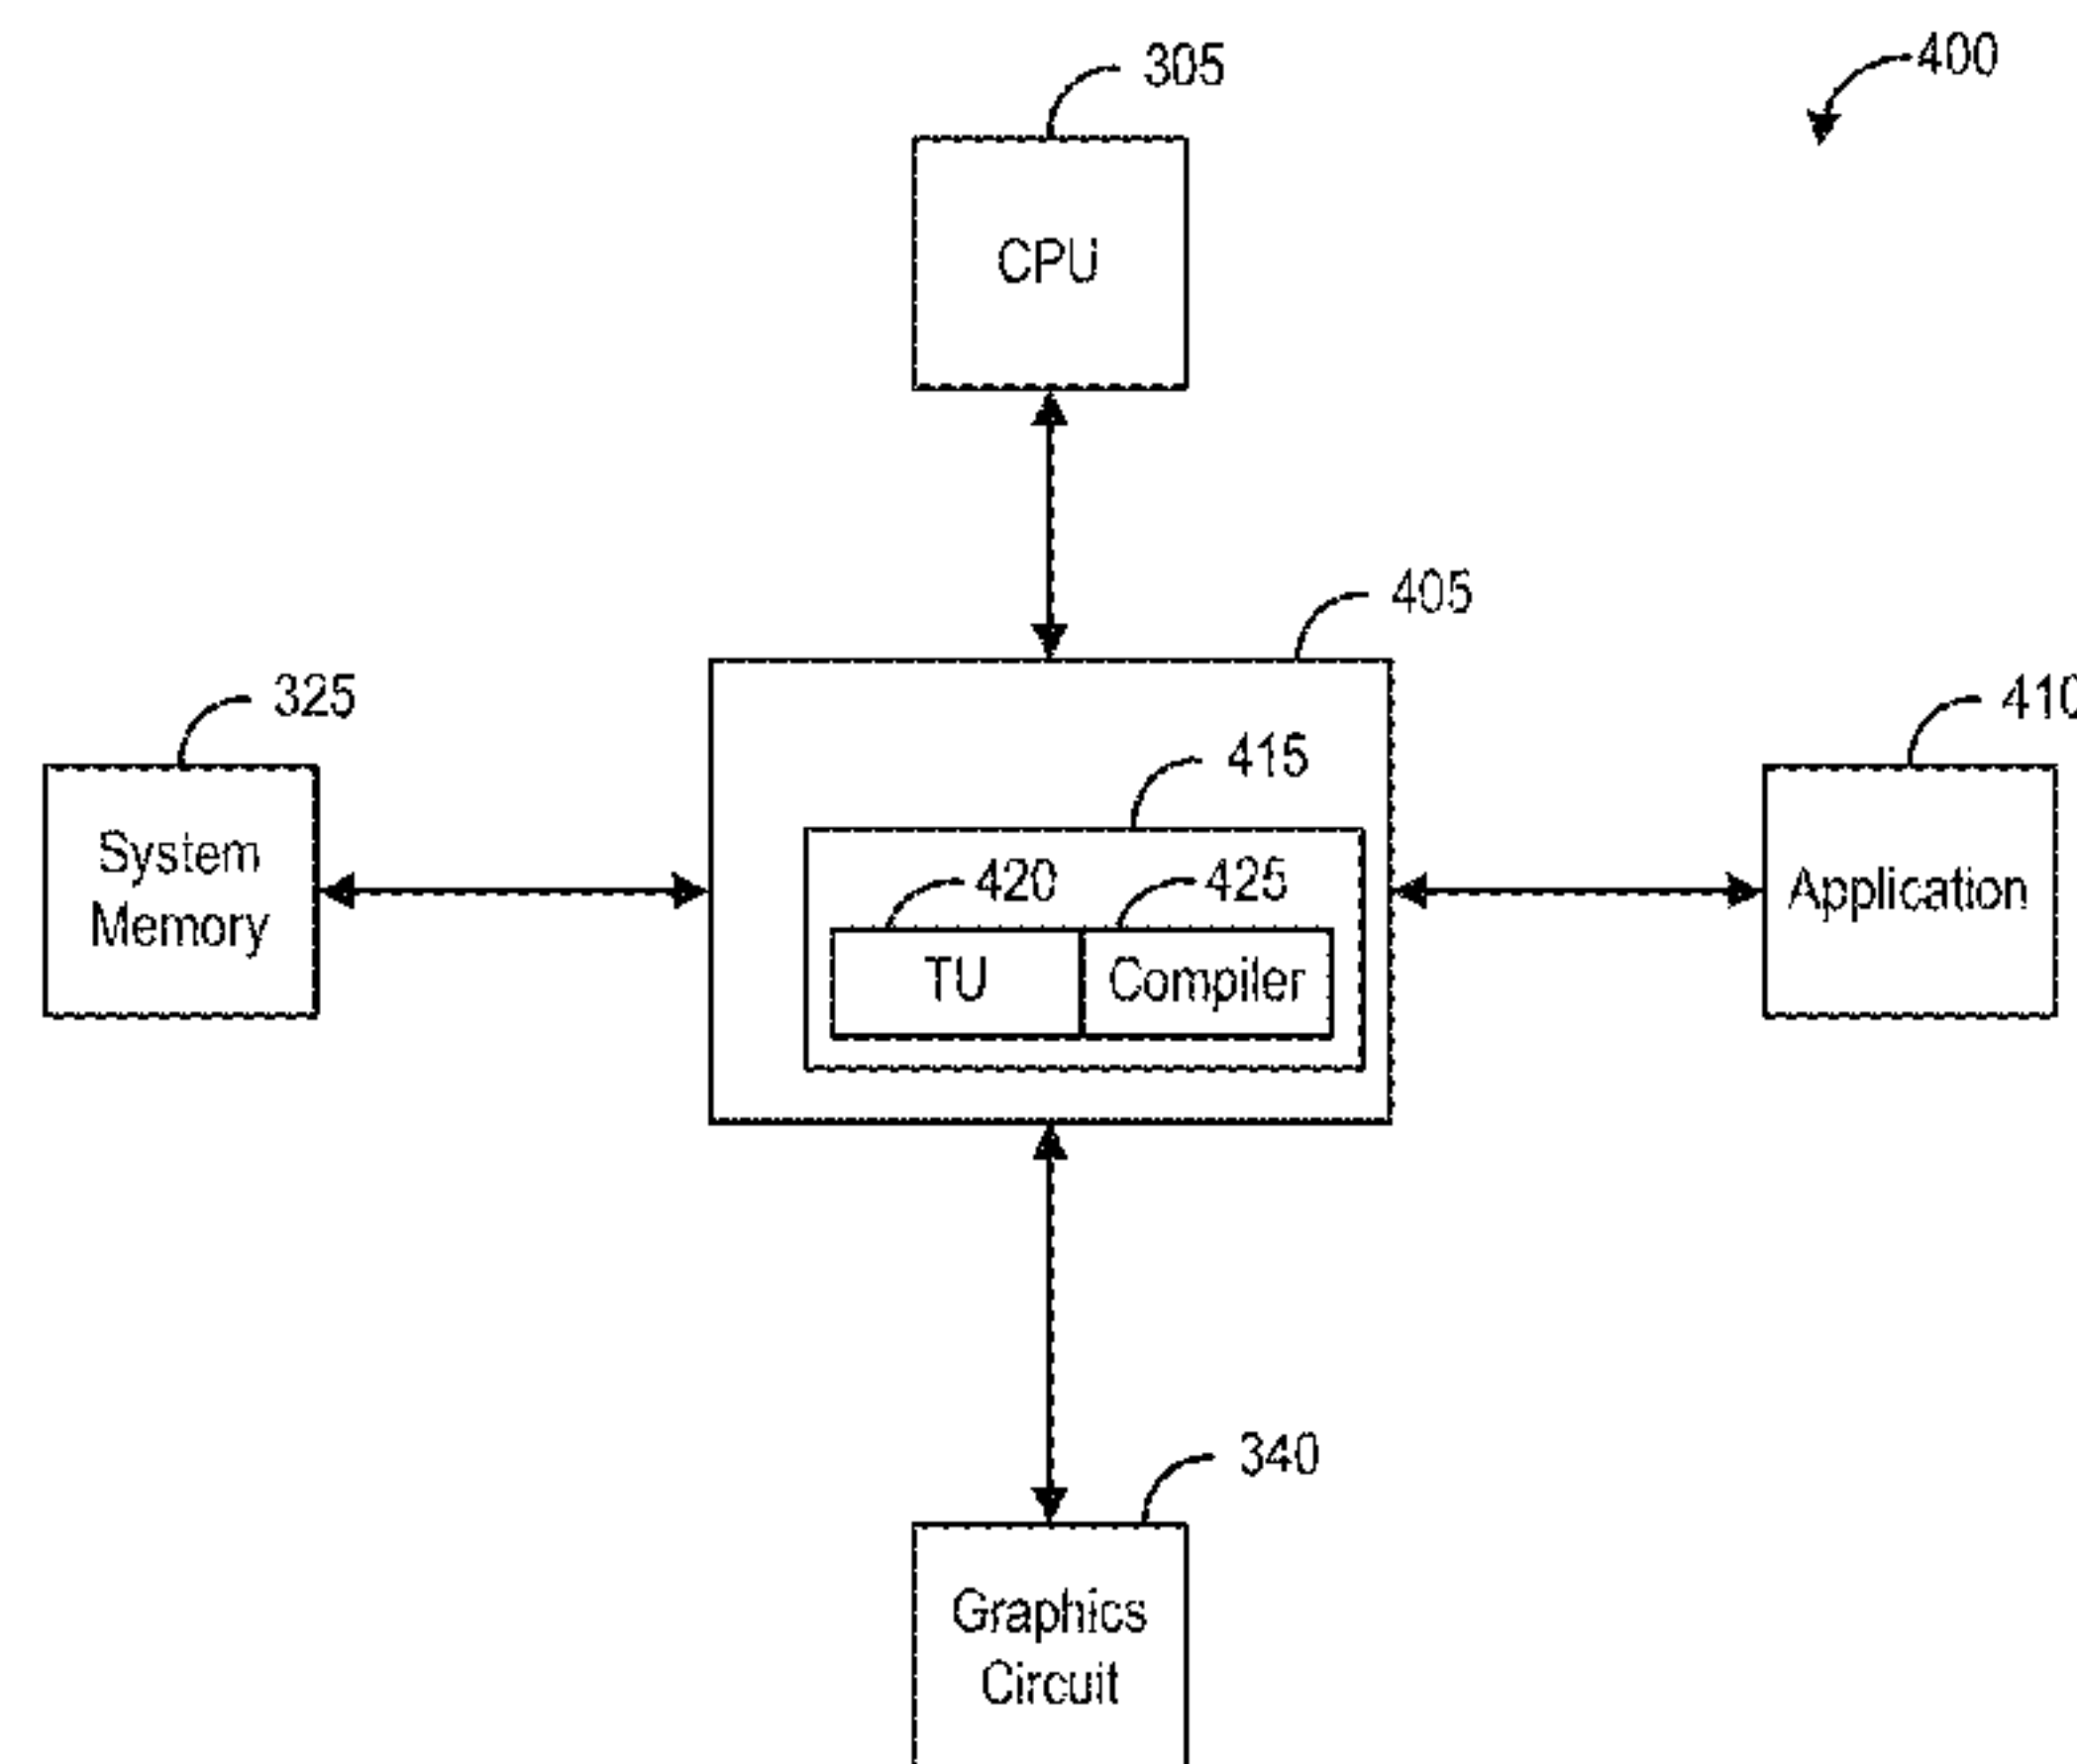 305
400
CPU
405
325
410
415
System
Memory
420
425
Application
TU
Compiler
340
Graphics
Circuit